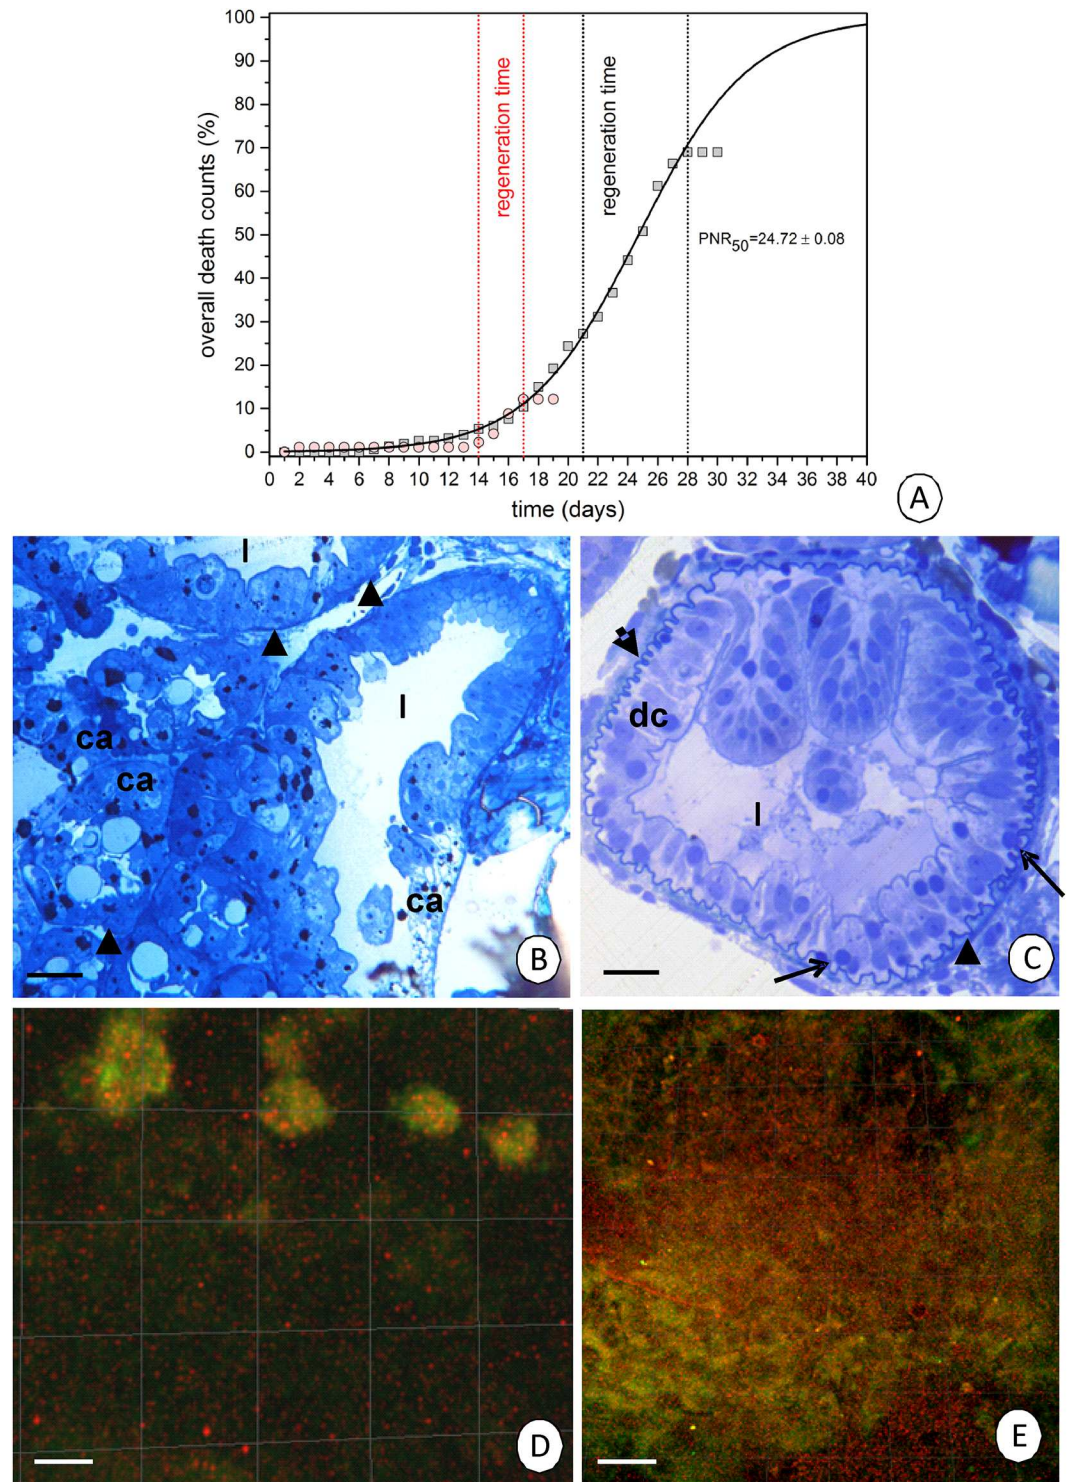 100
90
80
70
60
50
40
30
20
10
0
overall death counts (%)
regeneration time
regeneration time
PNR50=24.72 ± 0.08
0 2 4 6 8 10 12 14 16 18 20 22 24 26 28 30 32 34 36 38 40
time (days)
A
l
l
ca
ca
ca
B
dc
l
C
D
E